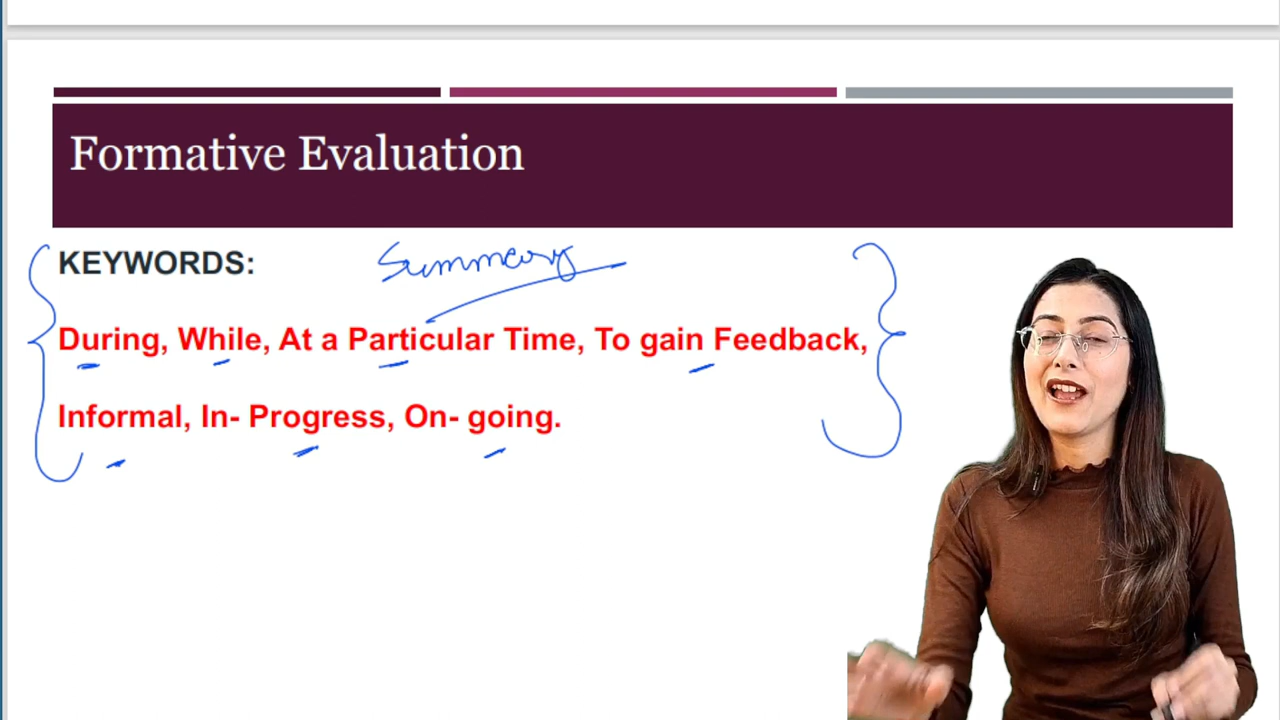 Formative Evaluation
KEYWORDS:
Summary
During, While, At a Particular Time, To gain Feedback,
Informal, In- Progress, On- going.